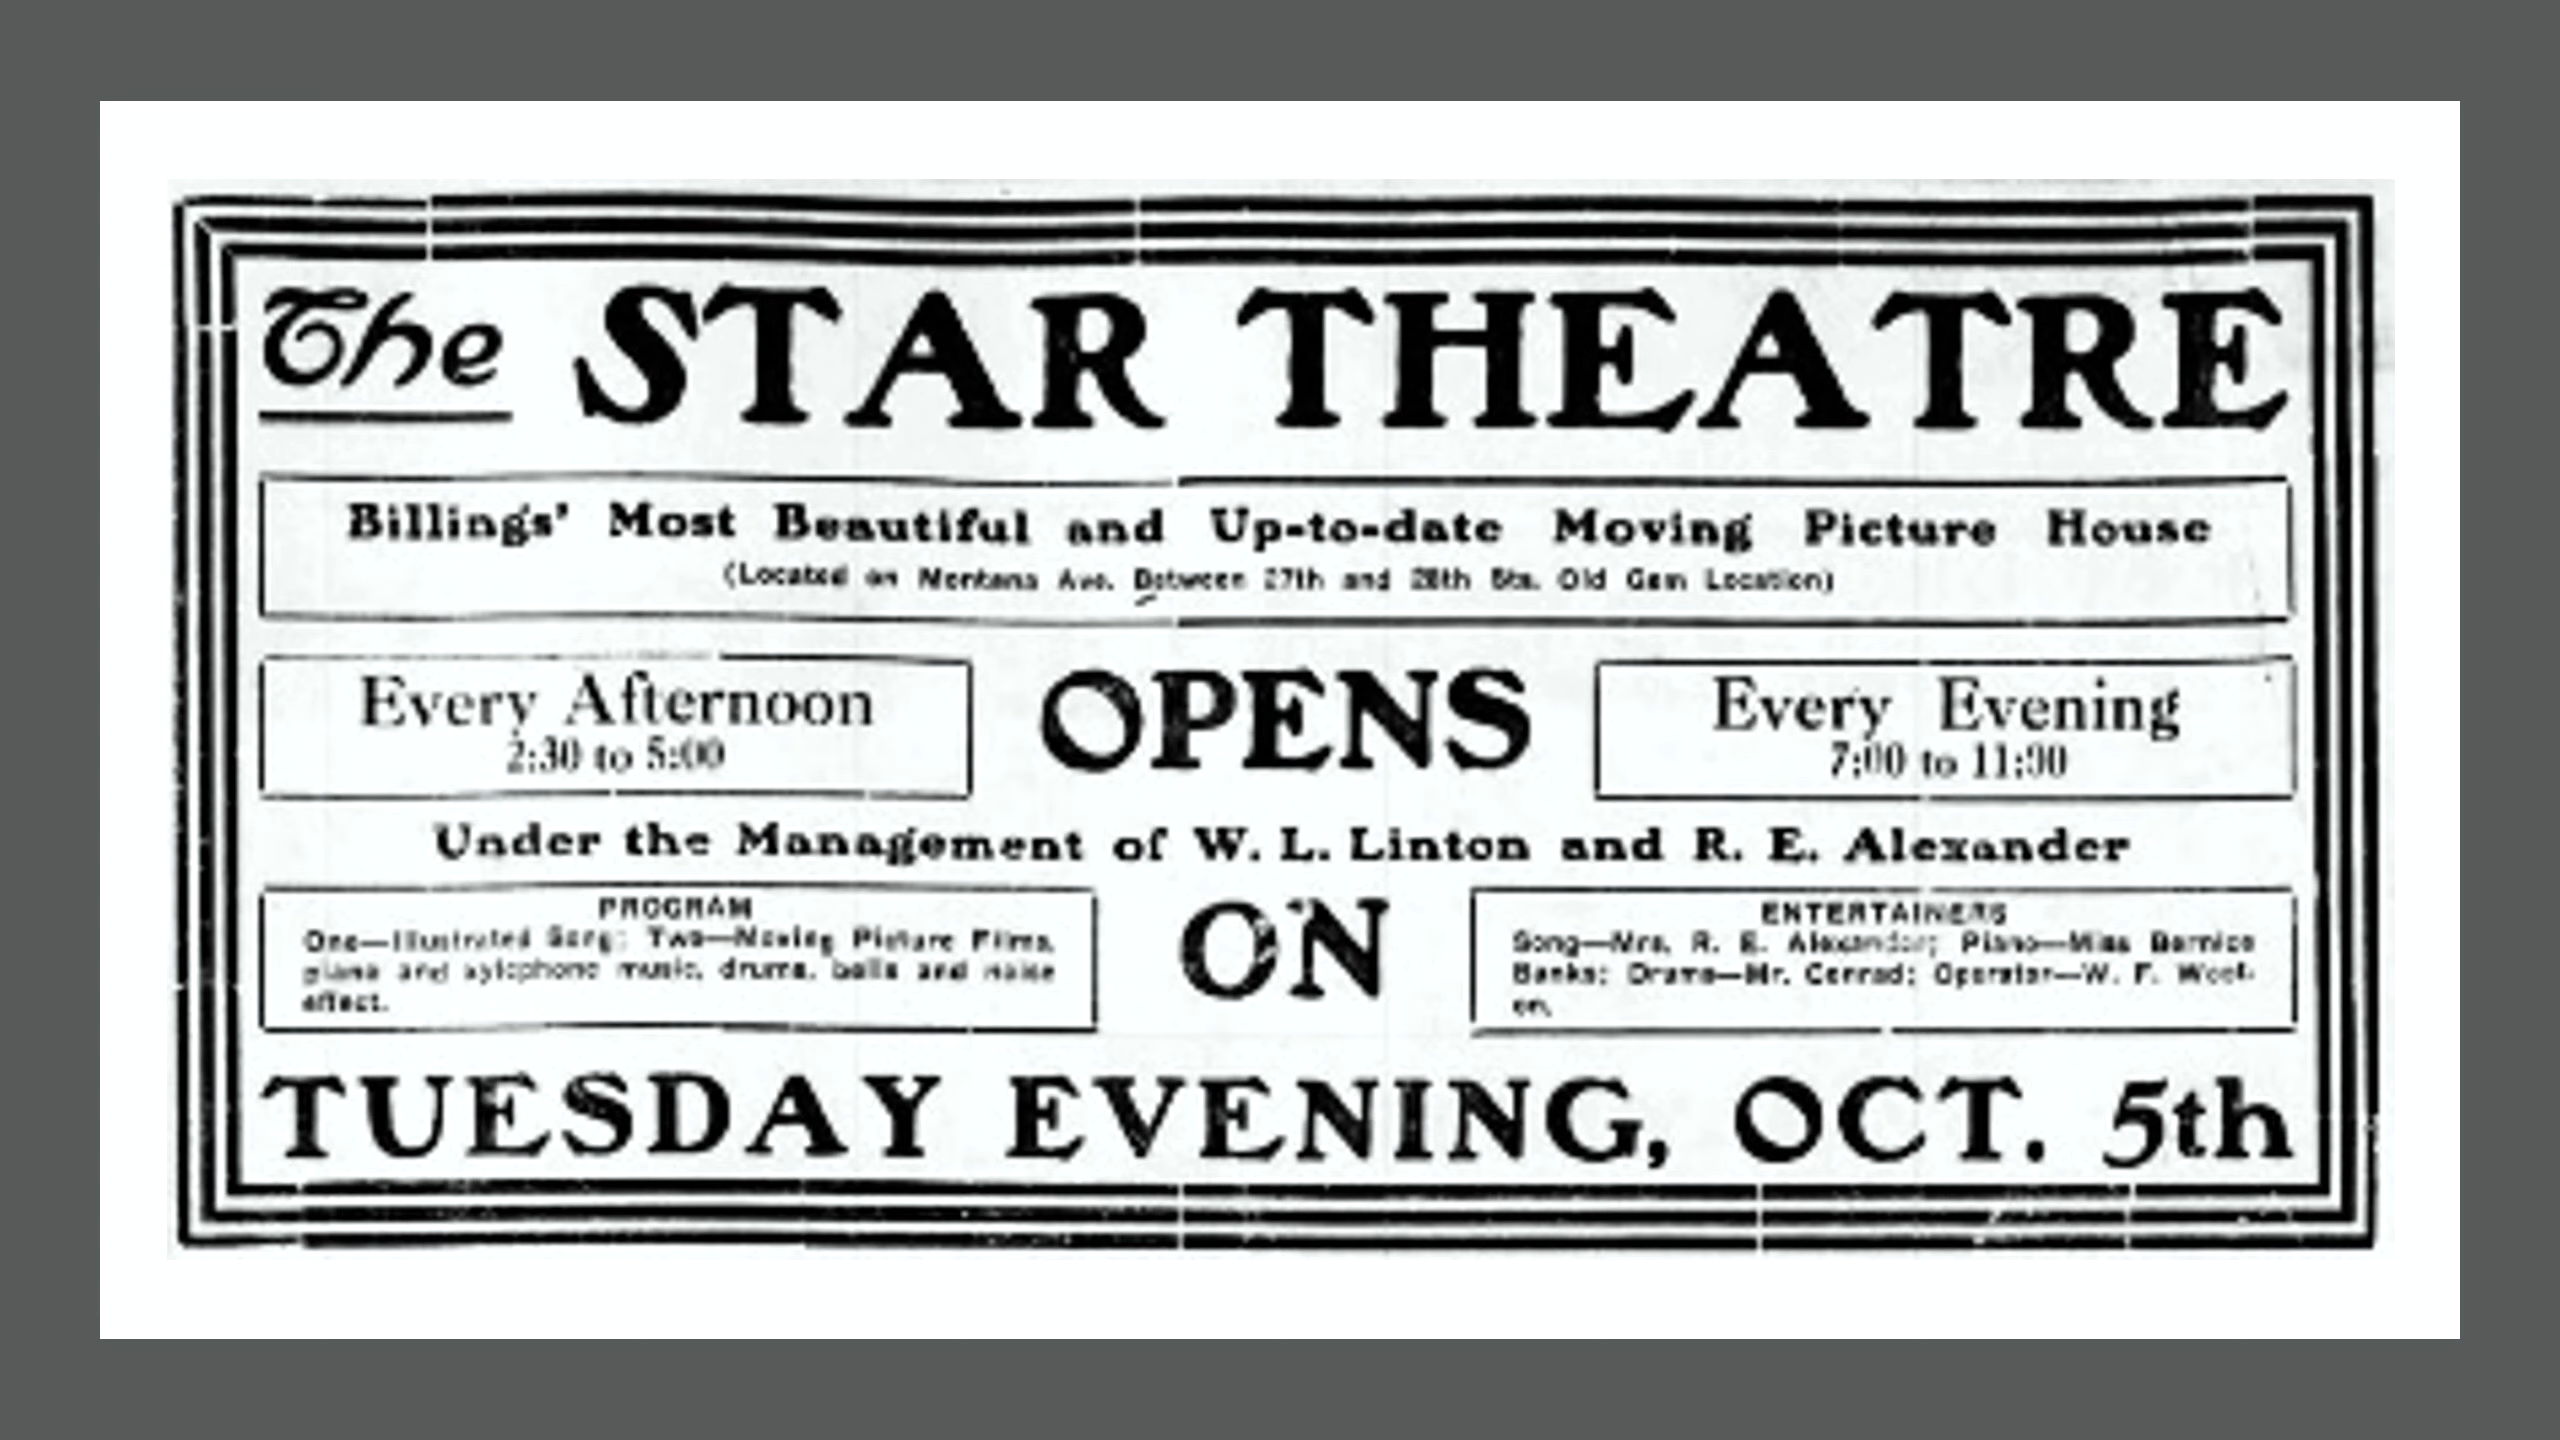 The STAR THEATRE
Billings' Most Beautiful and Up-to-date Moving Picture House
(Located on Montana Ave. Between 27th and 28th Sts. Old Gem Location)
Every Afternoon
2:30 to 5:00
OPENS
Every Evening
7:00 to 11:00
Under the Management of W. L. Linton and R. E. Alexander
PROGRAM
One—Illustrated Song; Two—Moving Picture Films,
piano and xylophone music, drums, bells and noise
effect.
ON
ENTERTAINERS
Song—Mrs. R. E. Alexander; Piano—Miss Bernice
Banks; Drums—Mr. Conrad; Operator—W. F.
en.
TUESDAY EVENING, OCT. 5th